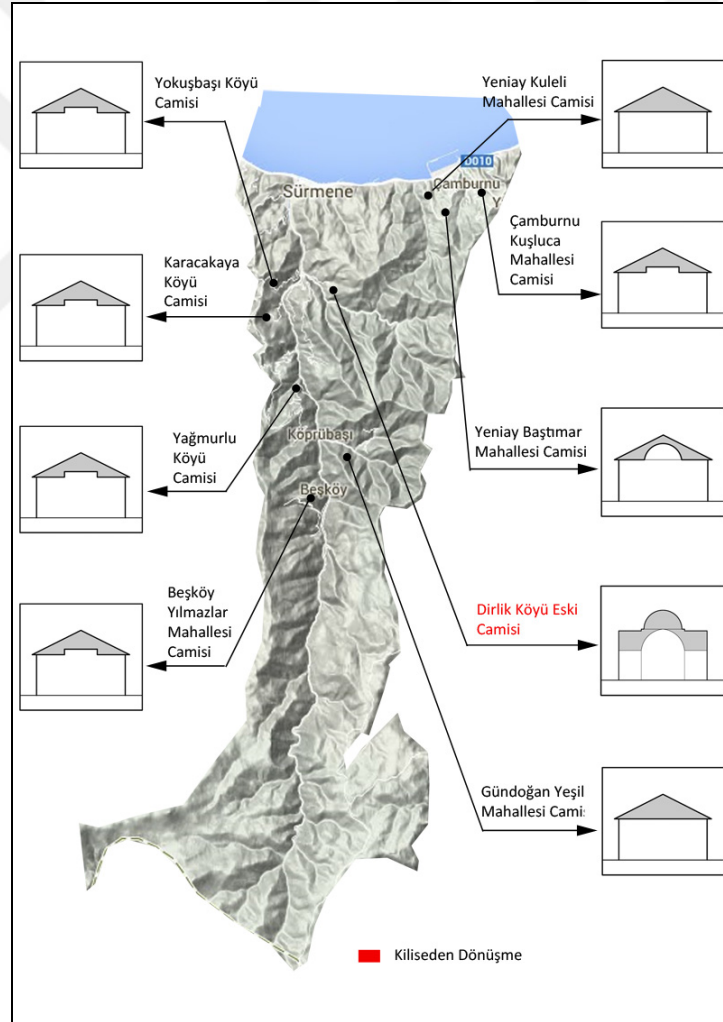 Yokuşbaşı Köyü
Camisi
Yeniay Kuleli
Mahallesi Camisi
D010
Sürmene
Çamburnu
Y
Karacakaya
Köyü
Camisi
Çamburnu
Kuşluca
Mahallesi
Camisi
Yağmurlu
Köyü
Camisi
Köprübaşı
Yeniay Baştımar
Mahallesi Camisi
Beşköy
Beşköy
Yılmazlar
Mahallesi
Camisi
Dirlik Köyü Eski
Camisi
Gündoğan Yeşil
Mahallesi Cami
Kiliseden Dönüşme